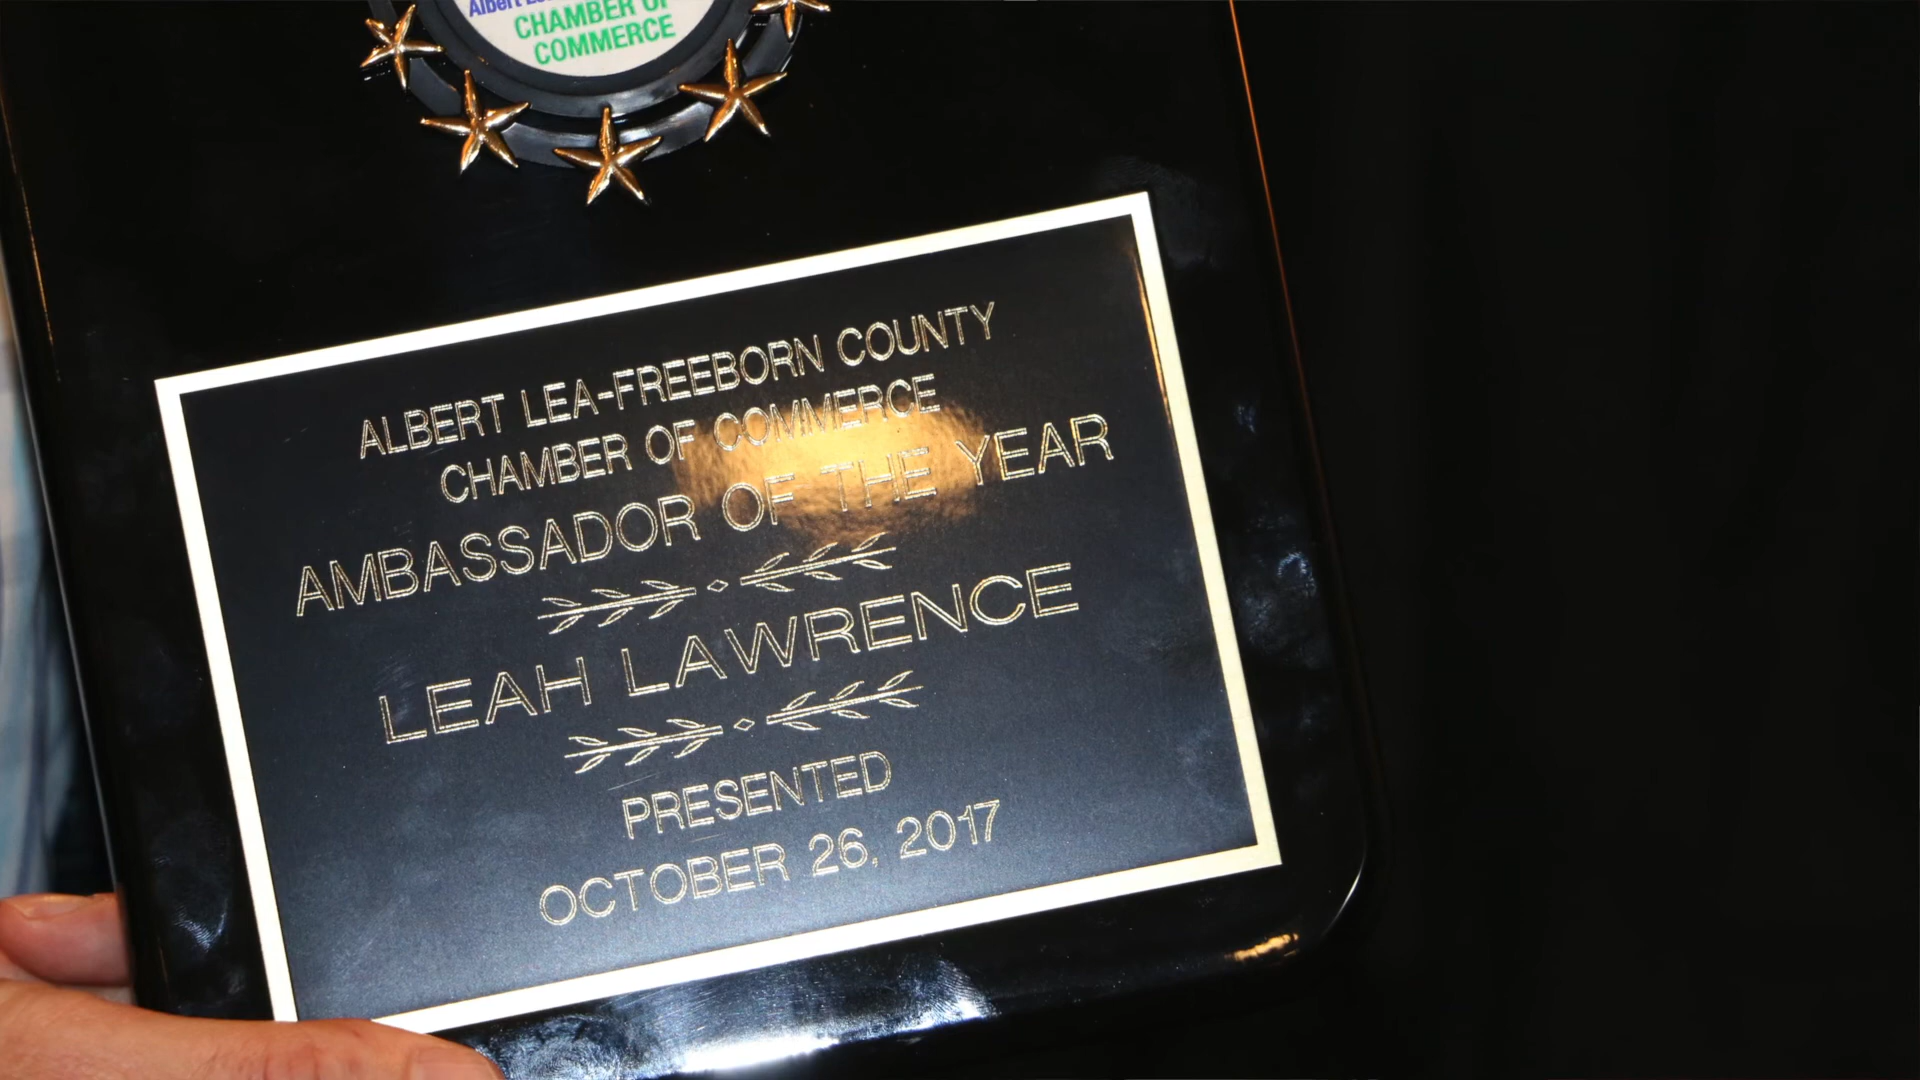 CHAMBER OF
COMMERCE
ALBERT LEA-FREEBORN COUNTY
CHAMBER OF COMMERCE
AMBASSADOR OF THE YEAR
LEAH LAWRENCE
PRESENTED
OCTOBER 26, 2017